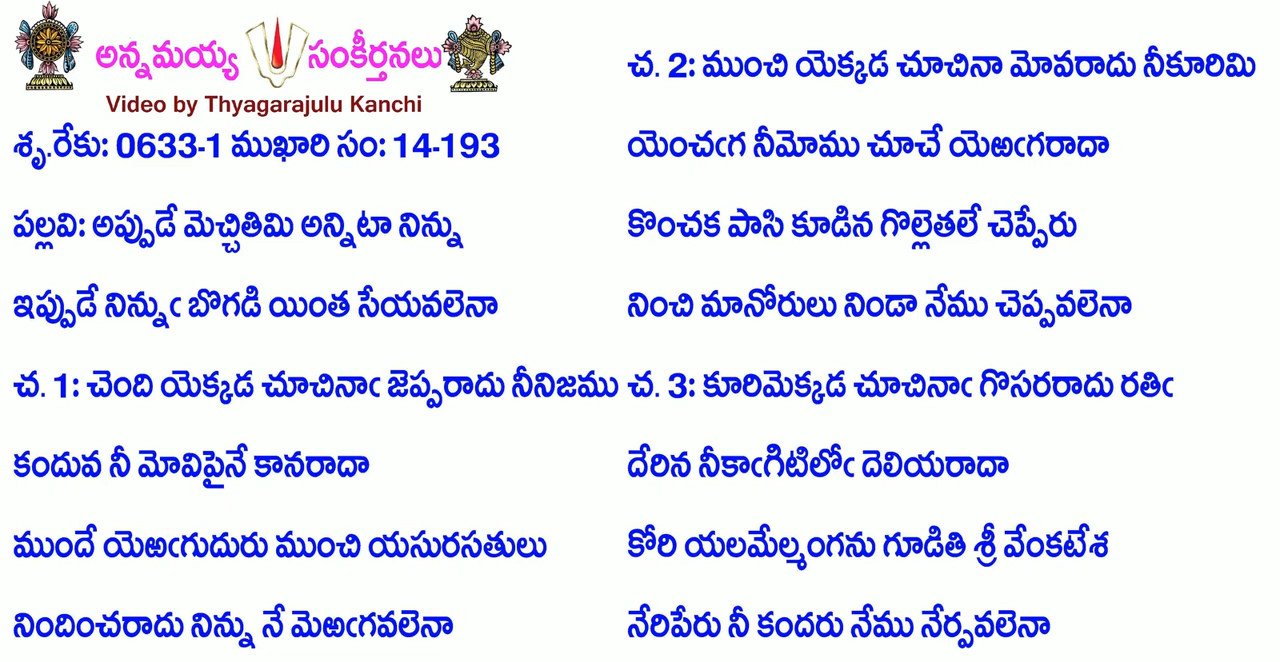 అన్నమయ్య సంకీర్తనలు
Video by Thyagarajulu Kanchi
శృ.రేకు: 0633-1 ముఖారి సం: 14-193
పల్లవి: అప్పుడే మెచ్చితిమి అన్నిటా నిన్ను
ఇప్పుడే నిన్నుఁ బొగడి యింత సేయవలెనా
చ. 1: చెంది యెక్కడ చూచినాఁ జెప్పరాదు నీనిజము
కందువ నీ మోవిపైనే కానరాదా
ముందే యెఱఁగుదురు ముంచి యసురసతులు
నిందించరాదు నిన్ను నే మెఱఁగవలెనా
చ. 2: ముంచి యెక్కడ చూచినా మోవరాదు నీకూరిమి
యెంచఁగ నీమోము చూచే యెఱఁగరాదా
కొంచక పాసి కూడిన గొల్లెతలే చెప్పేరు
నించి మానోరులు నిండా నేము చెప్పవలెనా
చ. 3: కూరిమెక్కడ చూచినాఁ గొసరరాదు రతిఁ
దేరిన నీకాఁగిటిలోఁ దెలియరాదా
కోరి యలమేల్మంగను గూడితి శ్రీ వేంకటేశ
నేరిపేరు నీ కందరు నేము నేర్పవలెనా